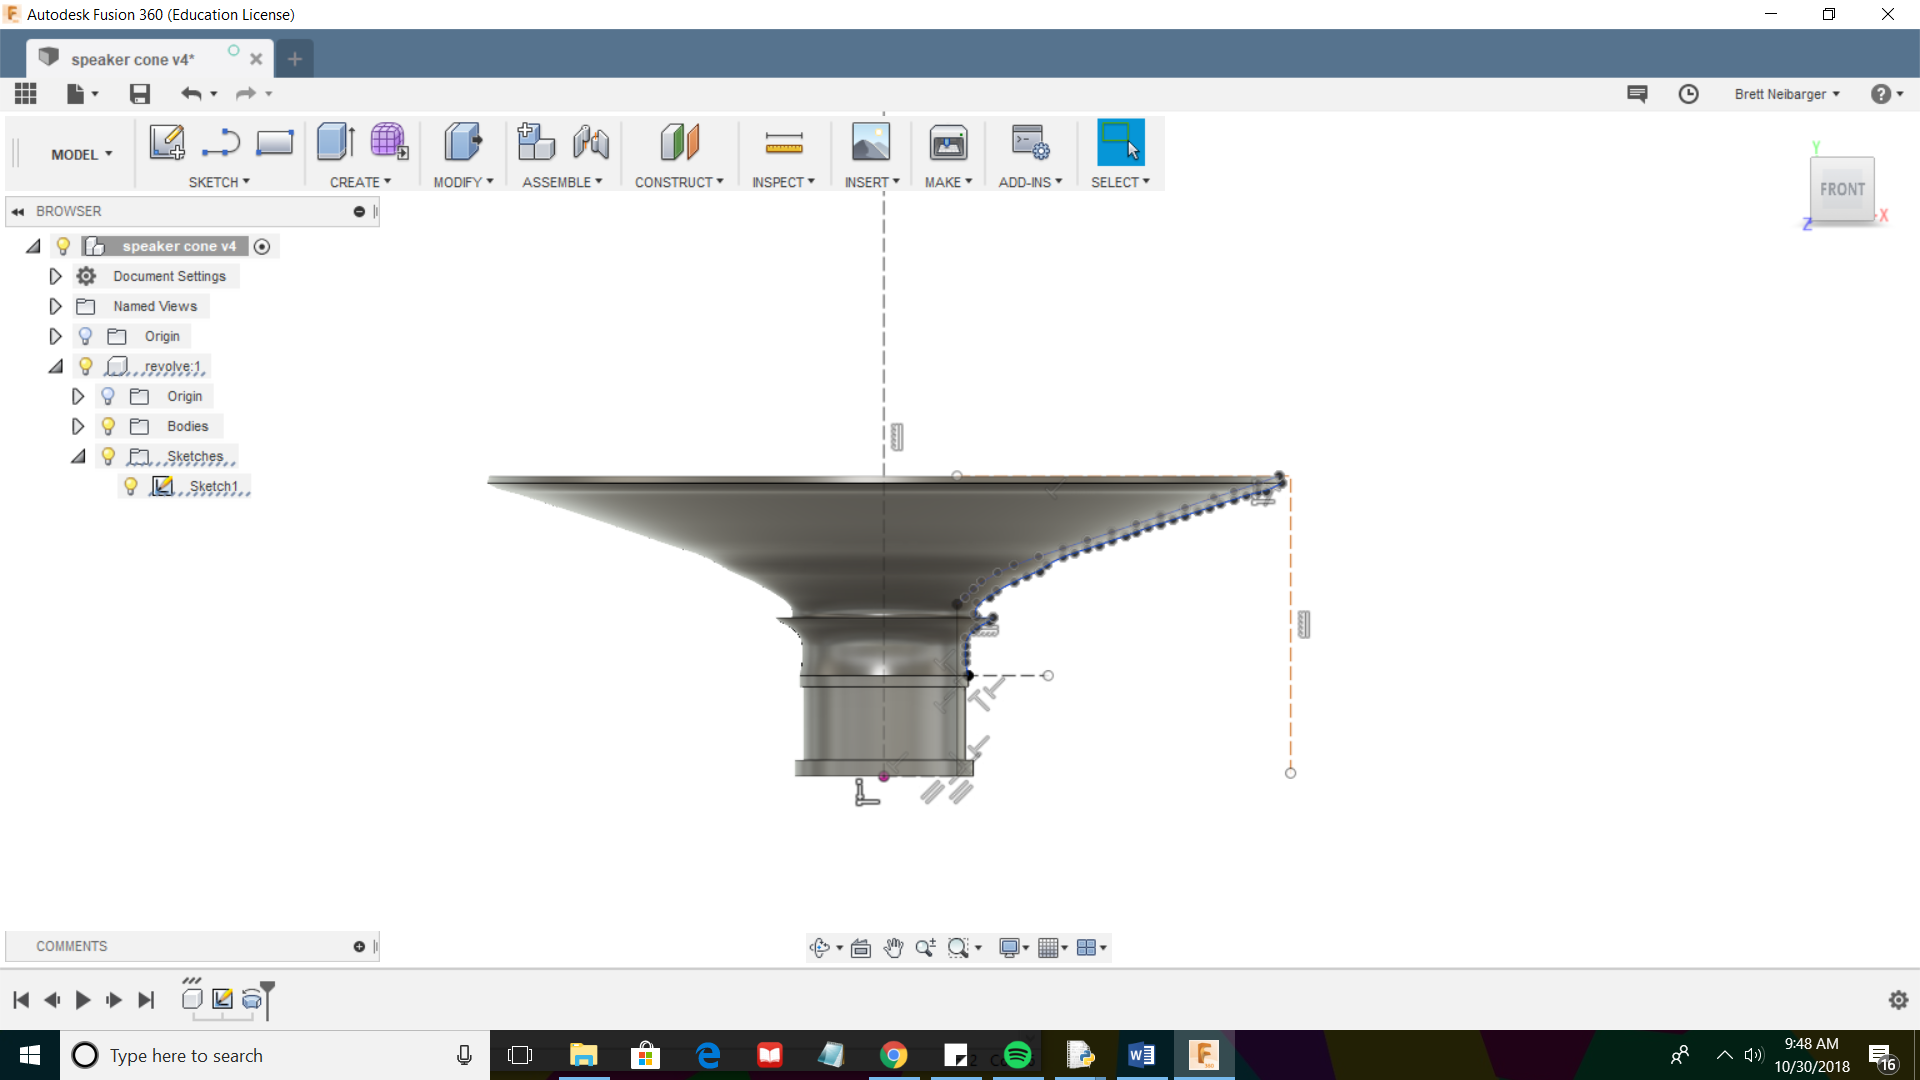 Autodesk Fusion 360 (Education License)
speaker cone v4*
Brett Neibarger
MODEL
SKETCH
CREATE
MODIFY
ASSEMBLE
CONSTRUCT
INSPECT
INSERT
MAKE
ADD-INS
SELECT
Y
FRONT
X
Z
BROWSER
speaker cone v4
Document Settings
Named Views
Origin
revolve:1
Origin
Bodies
Sketches
Sketch1
COMMENTS
Type here to search
9:48 AM
10/30/2018
16